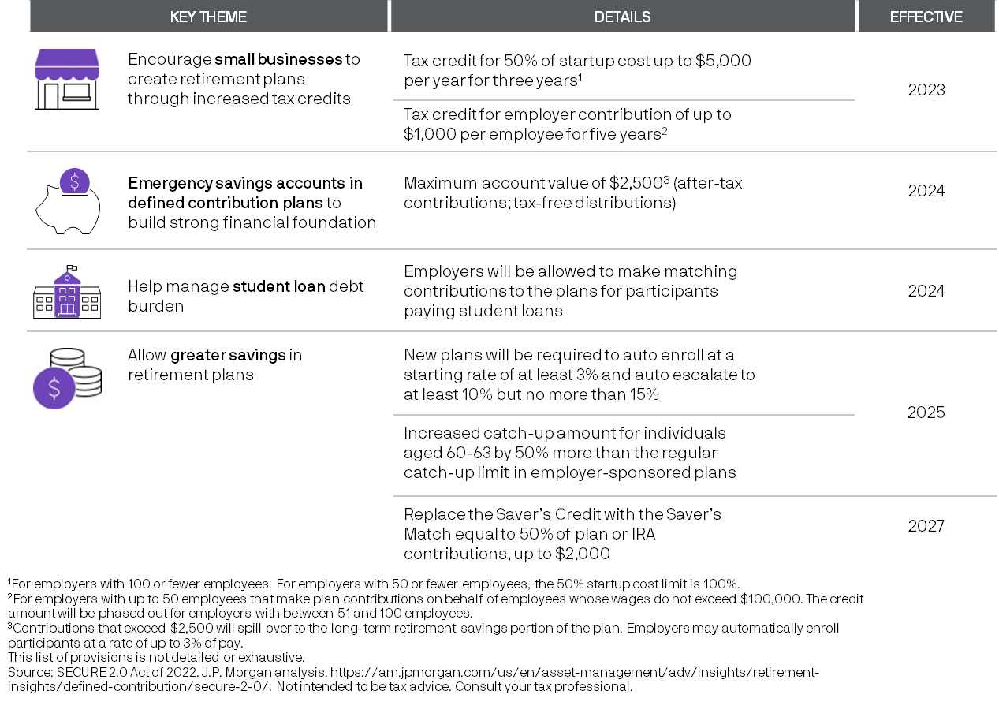 KEY THEME
DETAILS
EFFECTIVE
Encourage small businesses to
create retirement plans
through increased tax credits
Tax credit for 50% of startup cost up to $5,000
per year for three years¹
2023
Tax credit for employer contribution of up to
$1,000 per employee for five years²
$
Emergency savings accounts in
defined contribution plans to
build strong financial foundation
Maximum account value of $2,500³ (after-tax
contributions; tax-free distributions)
2024
Help manage student loan debt
burden
Employers will be allowed to make matching
contributions to the plans for participants
paying student loans
2024
$
Allow greater savings in
retirement plans
New plans will be required to auto enroll at a
starting rate of at least 3% and auto escalate to
at least 10% but no more than 15%
2025
Increased catch-up amount for individuals
aged 60-63 by 50% more than the regular
catch-up limit in employer-sponsored plans
Replace the Saver's Credit with the Saver's
Match equal to 50% of plan or IRA
contributions, up to $2,000
2027
¹For employers with 100 or fewer employees. For employers with 50 or fewer employees, the 50% startup cost limit is 100%.
²For employers with up to 50 employees that make plan contributions on behalf of employees whose wages do not exceed $100,000. The credit
amount will be phased out for employers with between 51 and 100 employees.
³Contributions that exceed $2,500 will spill over to the long-term retirement savings portion of the plan. Employers may automatically enroll
participants at a rate of up to 3% of pay.
This list of provisions is not detailed or exhaustive.
Source: SECURE 2.0 Act of 2022. J.P. Morgan analysis. https://am.jpmorgan.com/us/en/asset-management/adv/insights/retirement-
insights/defined-contribution/secure-2-0/. Not intended to be tax advice. Consult your tax professional.